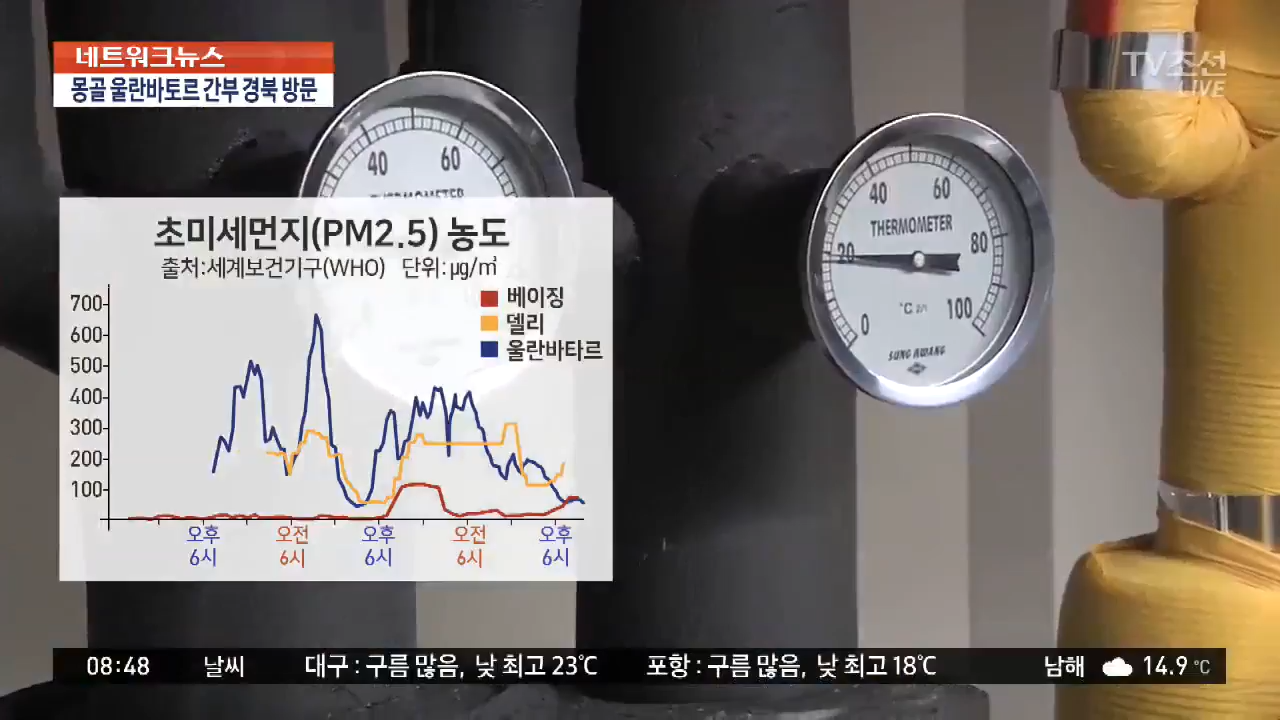 네트워크뉴스
몽골 울란바토르 간부 경북 방문
TV조선
LIVE
40 60
THERMOMETER
40 60
THERMOMETER
20 80
°C
0 100
SUNG KWANG
초미세먼지(PM2.5) 농도
출처:세계보건기구(WHO) 단위:㎍/㎥
베이징
델리
울란바타르
700
600
500
400
300
200
100
오후 6시
오전 6시
오후 6시
오전 6시
오후 6시
08:48 날씨 대구 : 구름 많음, 낮 최고 23℃ 포항 : 구름 많음, 낮 최고 18℃ 남해 14.9 ℃